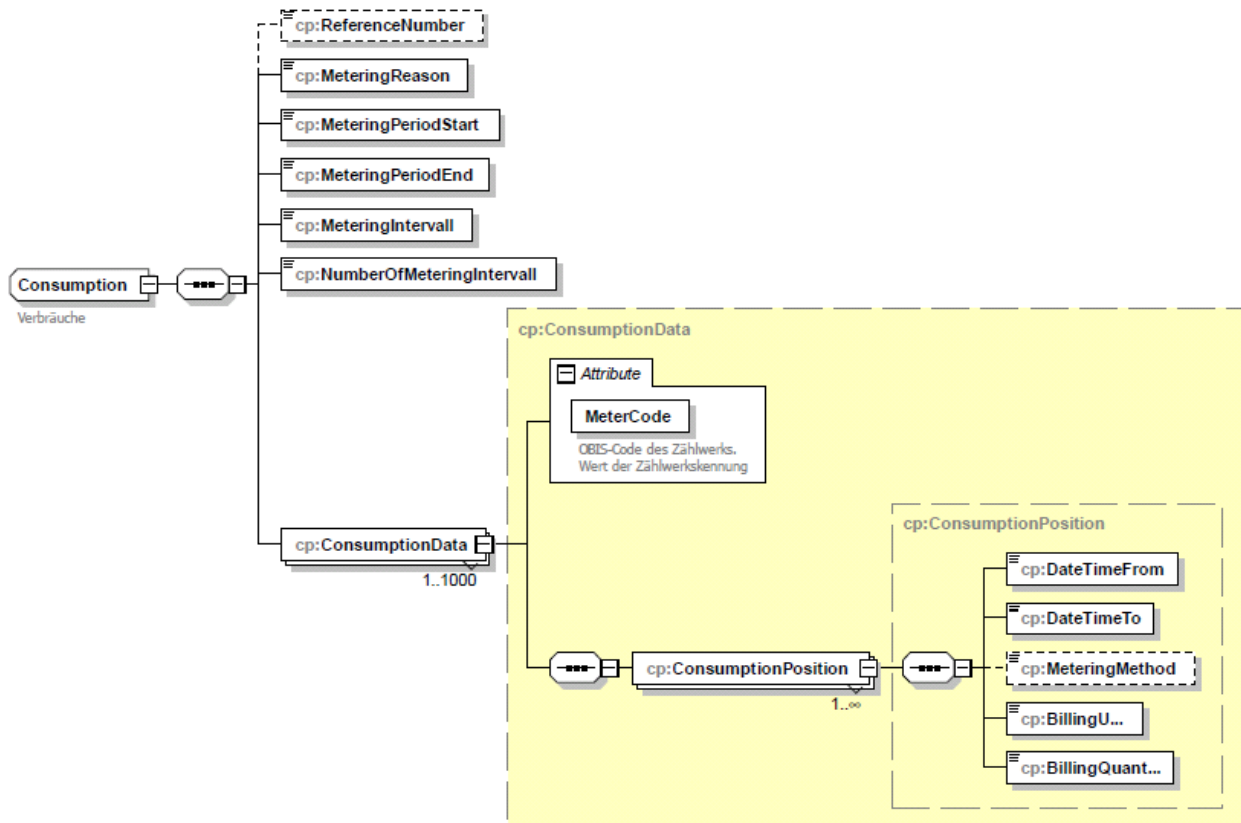 cp:ReferenceNumber
cp:MeteringReason
cp:MeteringPeriodStart
cp:MeteringPeriodEnd
cp:MeteringIntervall
cp:NumberOfMeteringIntervall
Consumption
Verbräuche
cp:ConsumptionData
Attribute
MeterCode
OBIS-Code des Zählwerks.
Wert der Zählwerkskennung
cp:ConsumptionData
1..1000
cp:ConsumptionPosition
1..∞
cp:ConsumptionPosition
cp:DateTimeFrom
cp:DateTimeTo
cp:MeteringMethod
cp:BillingU...
cp:BillingQuant...